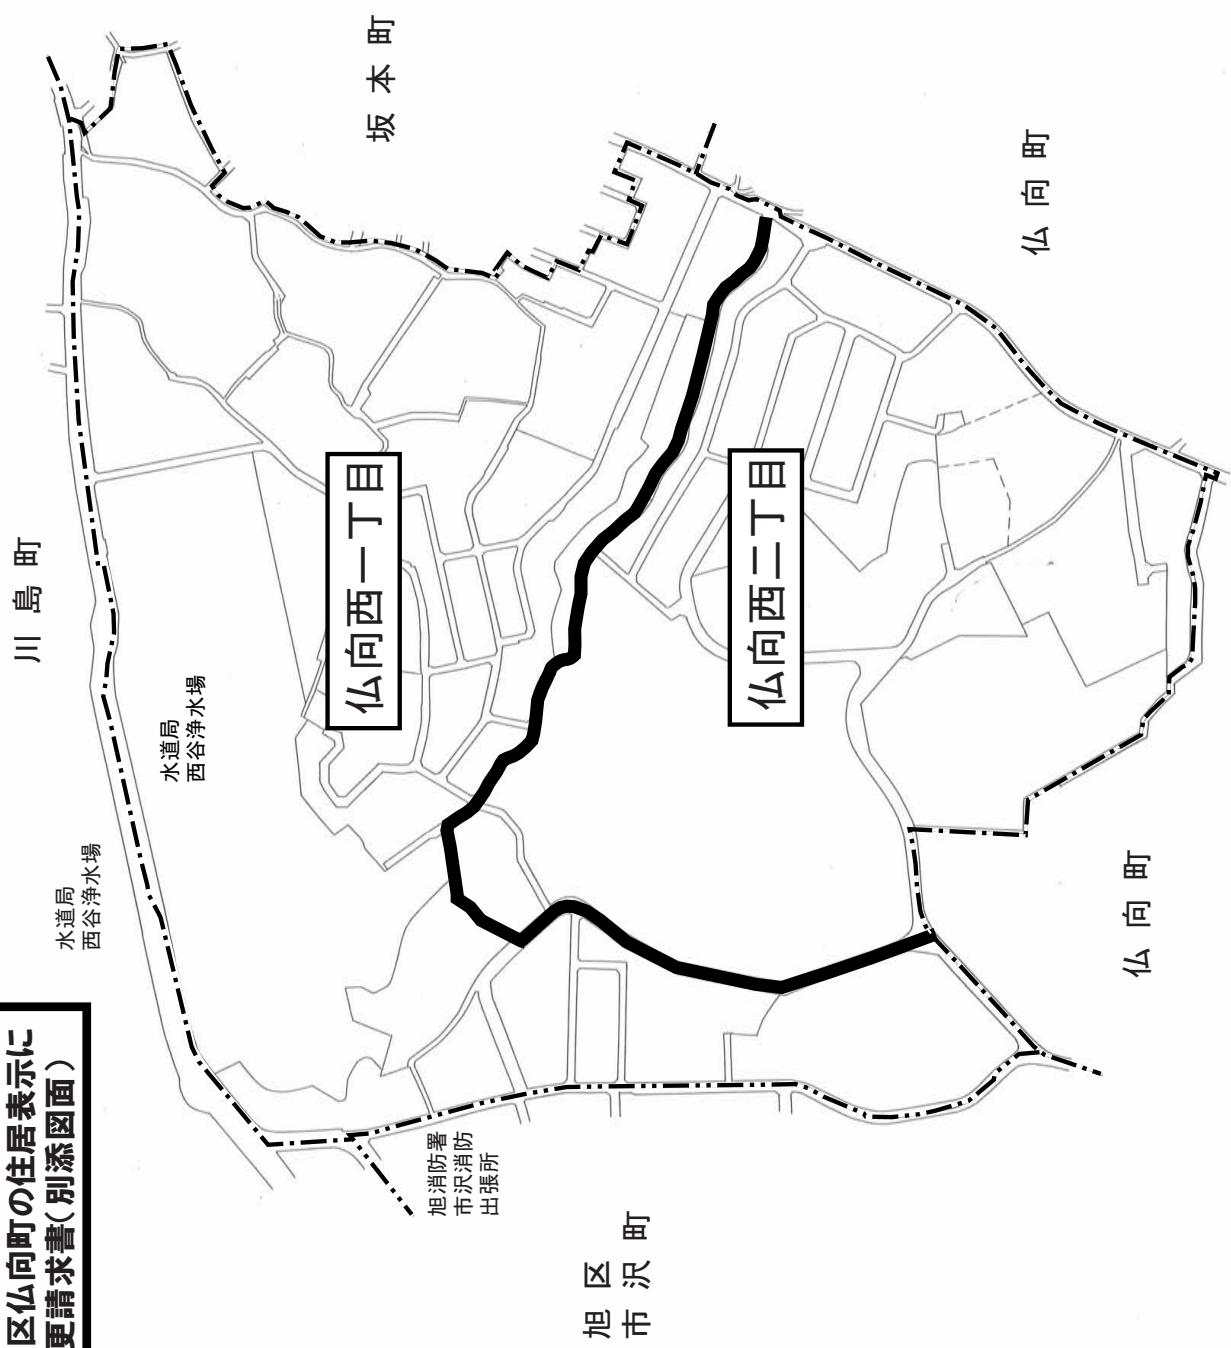 区仏向町の住居表示に
更請求書（別添図面）
川島町
坂本町
仏向町
仏向西一丁目
仏向西二丁目
水道局
西谷浄水場
水道局
西谷浄水場
旭消防署
市沢消防
出張所
旭区
市沢町
仏向町